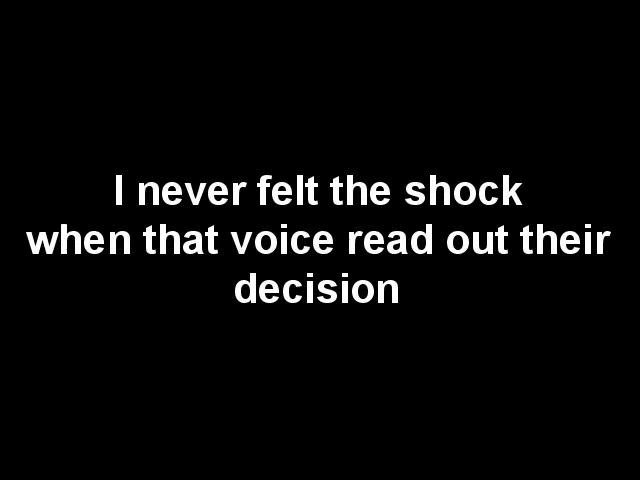 I never felt the shock
when that voice read out their
decision